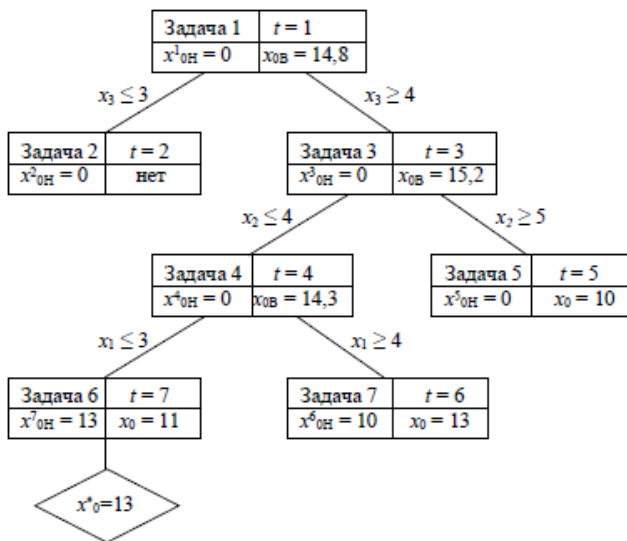 Задача 1 t = 1
x¹₀Н = 0 x₀В = 14,8
x₃ ≤ 3 x₃ ≥ 4
Задача 2 t = 2 Задача 3 t = 3
x²₀Н = 0 нет x³₀Н = 0 x₀В = 15,2
x₂ ≤ 4 x₂ ≥ 5
Задача 4 t = 4 Задача 5 t = 5
x⁴₀Н = 0 x₀В = 14,3 x⁵₀Н = 0 x₀ = 10
x₁ ≤ 3 x₁ ≥ 4
Задача 6 t = 7 Задача 7 t = 6
x⁷₀Н = 13 x₀ = 11 x⁶₀Н = 10 x₀ = 13
x*₀=13